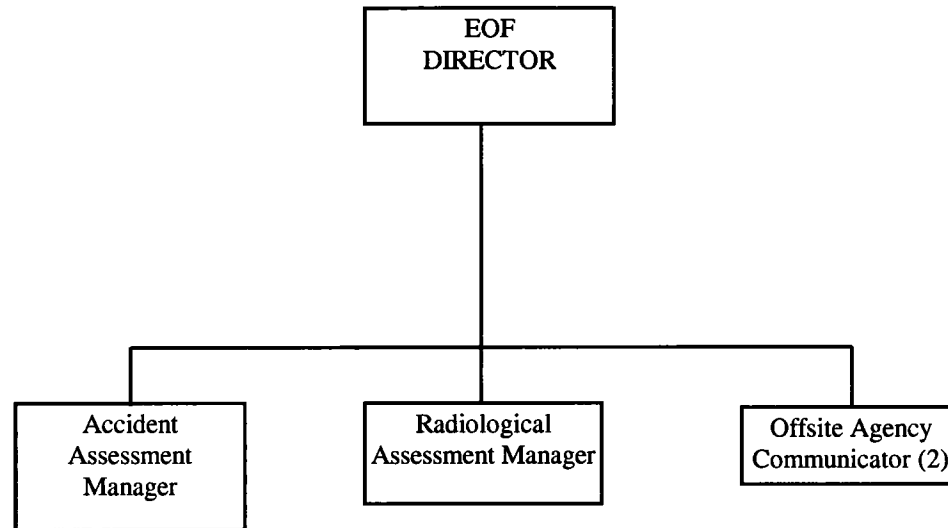 EOF
DIRECTOR
Accident
Assessment
Manager
Radiological
Assessment Manager
Offsite Agency
Communicator (2)